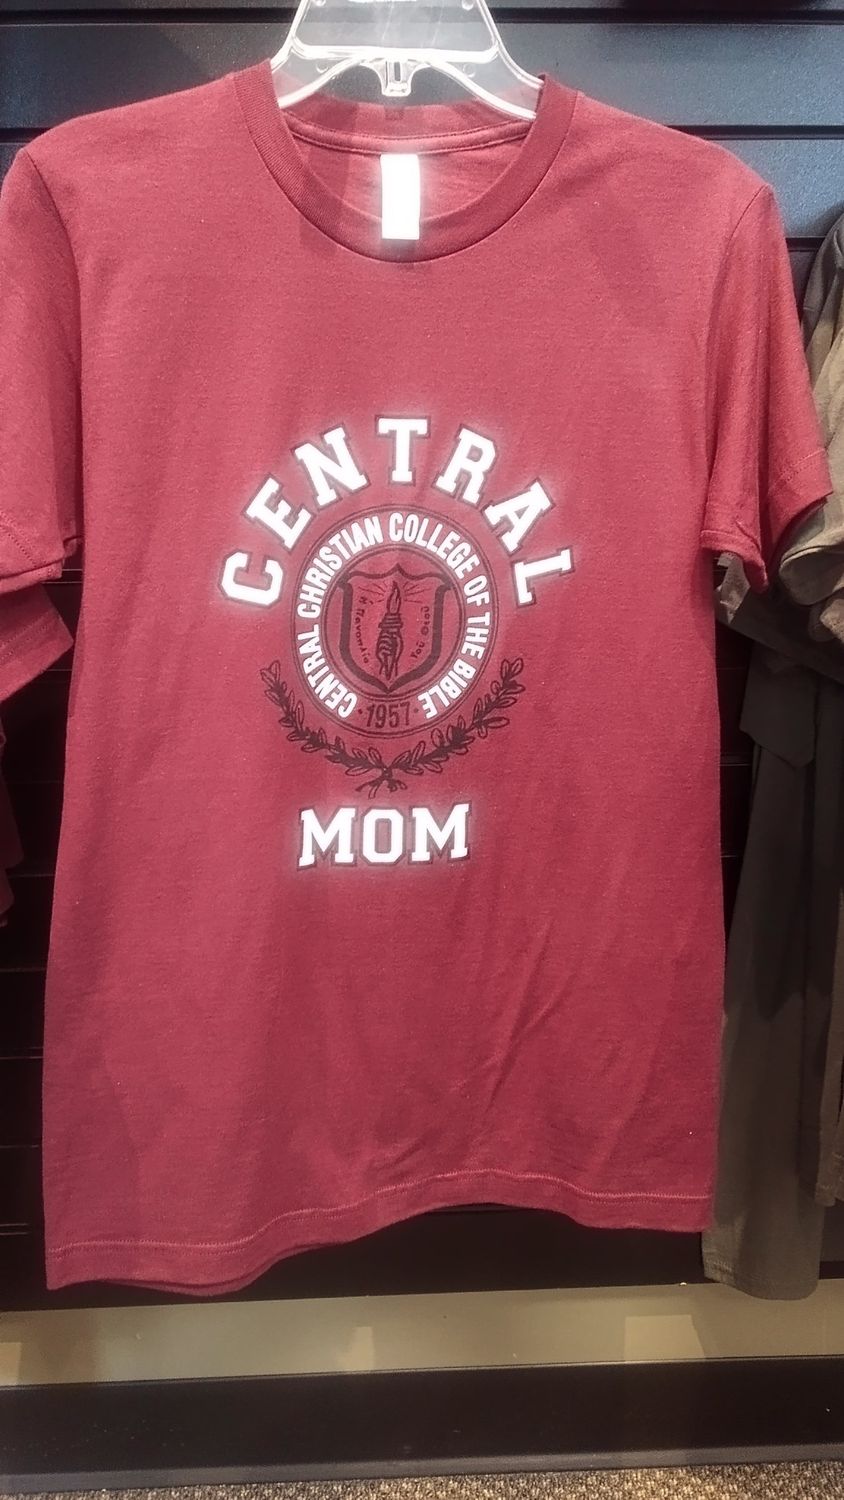 CENTRAL
CENTRAL CHRISTIAN COLLEGE OF THE BIBLE
·1957·
MOM